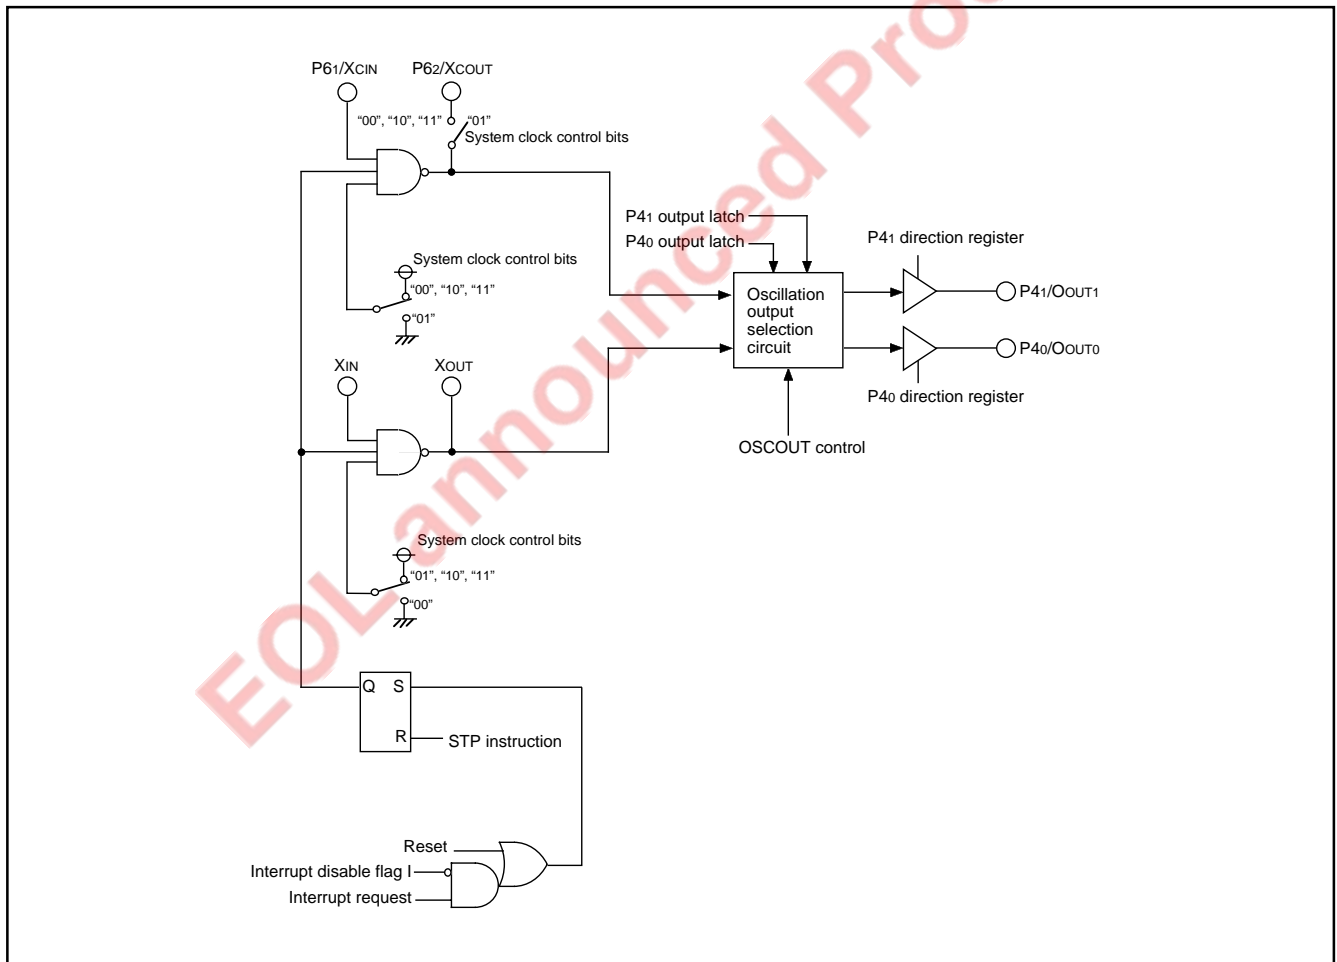 P61/XCIN P62/XCOUT
“00”, “10”, “11” “01”
System clock control bits
P41 output latch
P40 output latch
P41 direction register
System clock control bits
“00”, “10”, “11”
“01”
Oscillation
output
selection
circuit
P41/OOUT1
P40/OOUT0
XIN XOUT
P40 direction register
OSCOUT control
System clock control bits
“01”, “10”, “11”
“00”
Q S
R
STP instruction
Reset
Interrupt disable flag I
Interrupt request
EOL announced